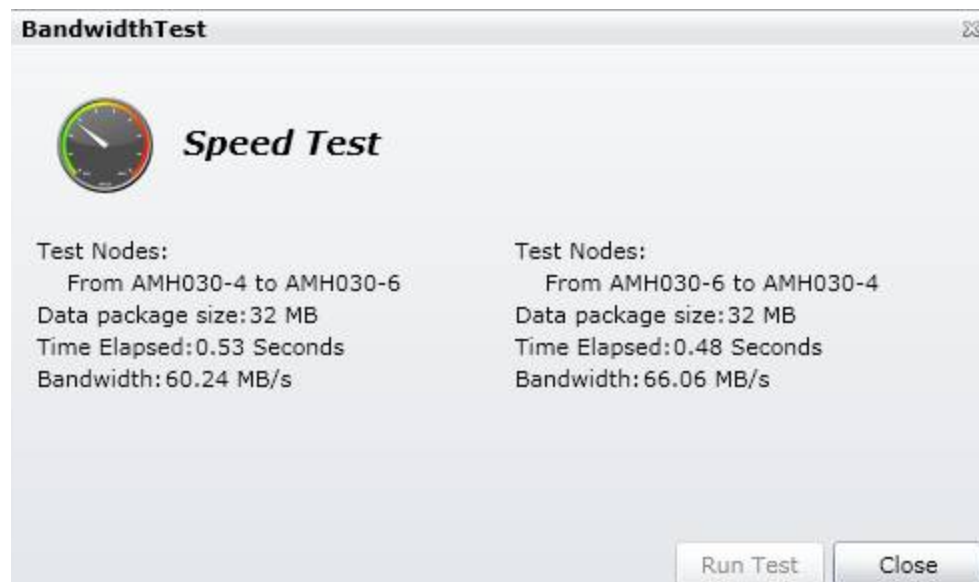 BandwidthTest
Speed Test
Test Nodes:
From AMH030-4 to AMH030-6
Data package size:32 MB
Time Elapsed:0.53 Seconds
Bandwidth:60.24 MB/s
Test Nodes:
From AMH030-6 to AMH030-4
Data package size:32 MB
Time Elapsed:0.48 Seconds
Bandwidth:66.06 MB/s
Run Test
Close